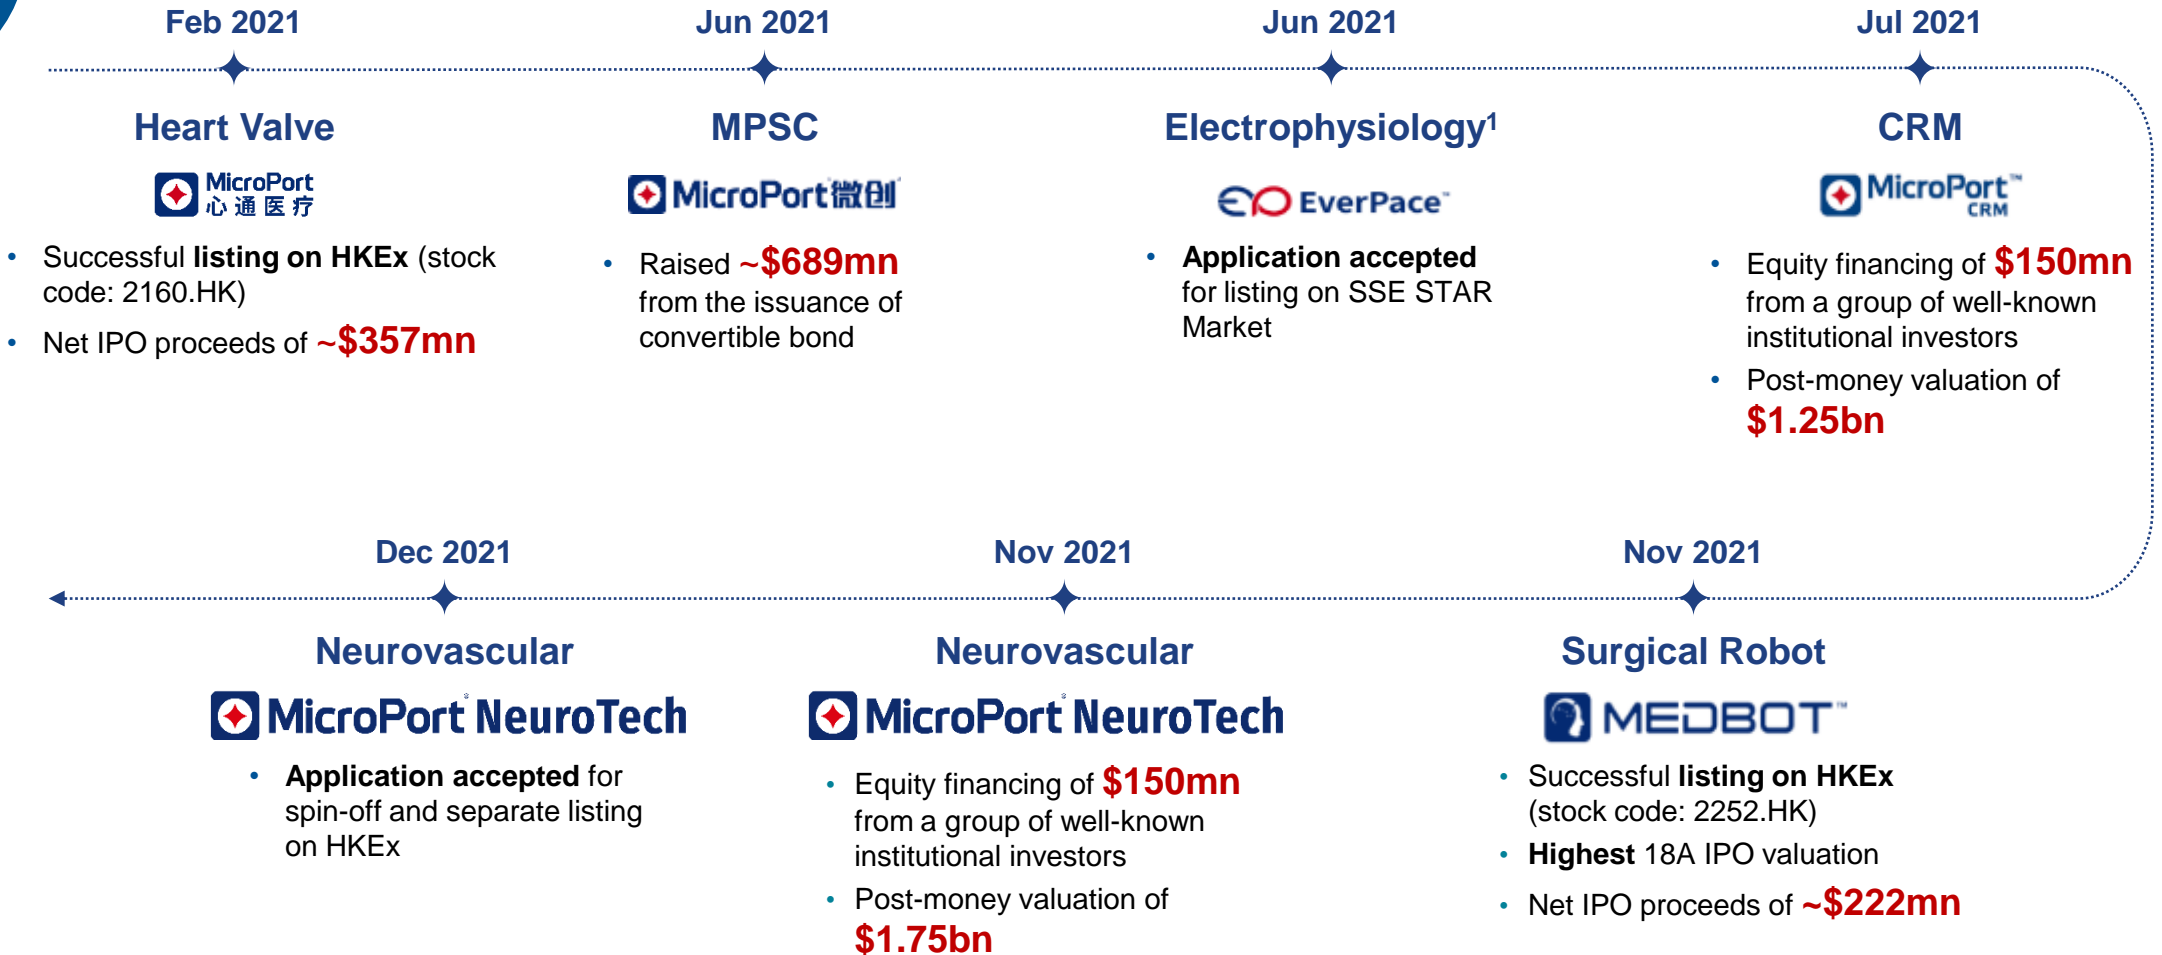 Feb 2021
Jun 2021
Jun 2021
Jul 2021
Heart Valve
MicroPort
心通医疗
• Successful listing on HKEx (stock
code: 2160.HK)
• Net IPO proceeds of ~$357mn
MPSC
MicroPort微创
• Raised ~$689mn
from the issuance of
convertible bond
Electrophysiology¹
EverPace™
• Application accepted
for listing on SSE STAR
Market
CRM
MicroPort™
CRM
• Equity financing of $150mn
from a group of well-known
institutional investors
• Post-money valuation of
$1.25bn
Dec 2021
Nov 2021
Nov 2021
Neurovascular
MicroPort NeuroTech
• Application accepted for
spin-off and separate listing
on HKEx
Neurovascular
MicroPort NeuroTech
• Equity financing of $150mn
from a group of well-known
institutional investors
• Post-money valuation of
$1.75bn
Surgical Robot
MEDBOT™
• Successful listing on HKEx
(stock code: 2252.HK)
• Highest 18A IPO valuation
• Net IPO proceeds of ~$222mn